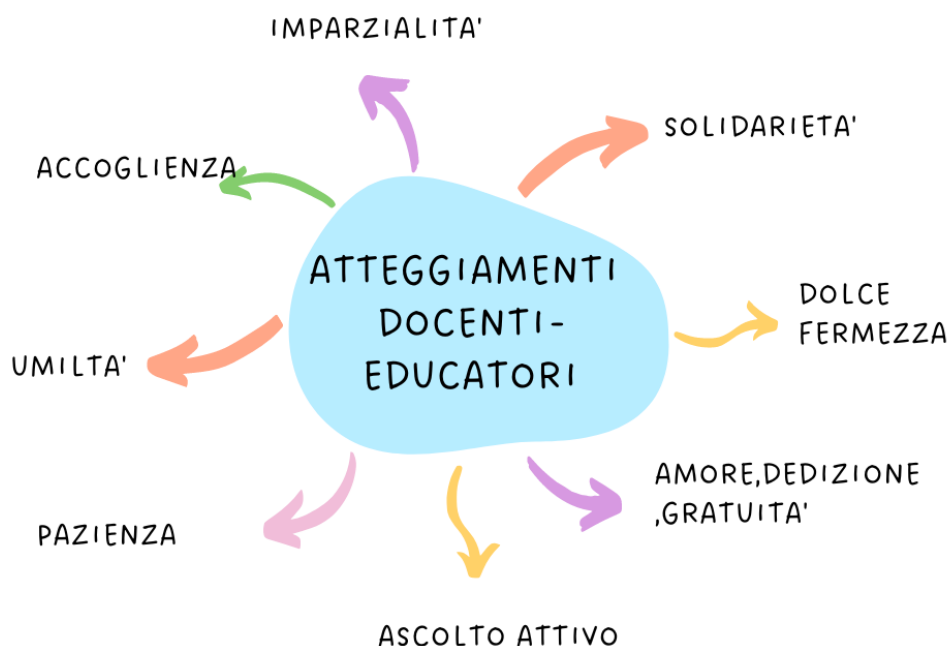 IMPARZIALITA'
SOLIDARIETA'
ACCOGLIENZA
ATTEGGIAMENTI
DOCENTI-
EDUCATORI
DOLCE
FERMEZZA
UMILTA'
AMORE,DEDIZIONE
,GRATUITA'
PAZIENZA
ASCOLTO ATTIVO